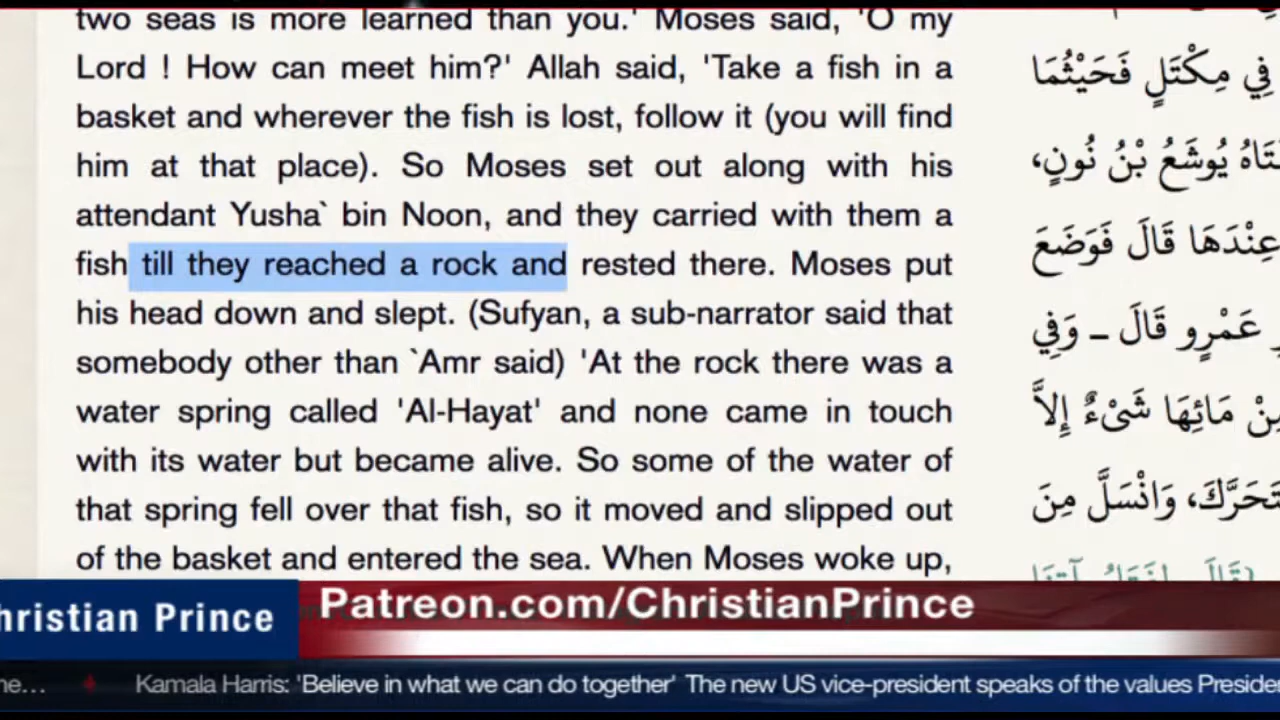 two seas is more learned than you.' Moses said, 'O my
Lord ! How can meet him?' Allah said, 'Take a fish in a
basket and wherever the fish is lost, follow it (you will find
him at that place). So Moses set out along with his
attendant Yusha` bin Noon, and they carried with them a
fish till they reached a rock and rested there. Moses put
his head down and slept. (Sufyan, a sub-narrator said that
somebody other than `Amr said) 'At the rock there was a
water spring called 'Al-Hayat' and none came in touch
with its water but became alive. So some of the water of
that spring fell over that fish, so it moved and slipped out
of the basket and entered the sea. When Moses woke up,
فِي مِكْتَلٍ فَحَيْثُمَا
يُوشَعُ بْنُ نُونٍ،
عِنْدَهَا قَالَ فَوَضَعَ
عَمْرٍو قَالَ ـ وَفِي
مِنْ مَائِهَا شَىْءٌ إِلاَّ
وَانْسَلَّ مِنَ
hristian Prince
Patreon.com/ChristianPrince
ne... Kamala Harris: 'Believe in what we can do together' The new US vice-president speaks of the values Preside